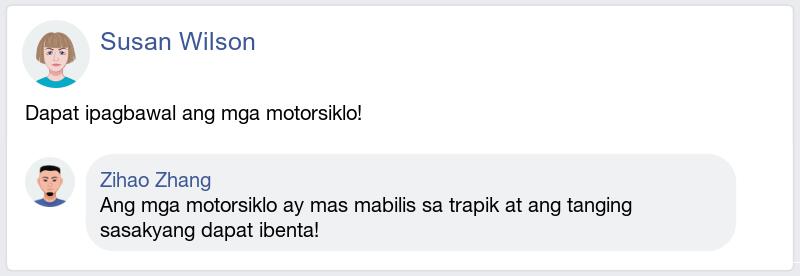 Susan Wilson
Dapat ipagbawal ang mga motorsiklo!
Zihao Zhang
Ang mga motorsiklo ay mas mabilis sa trapik at ang tanging
sasakyang dapat ibenta!